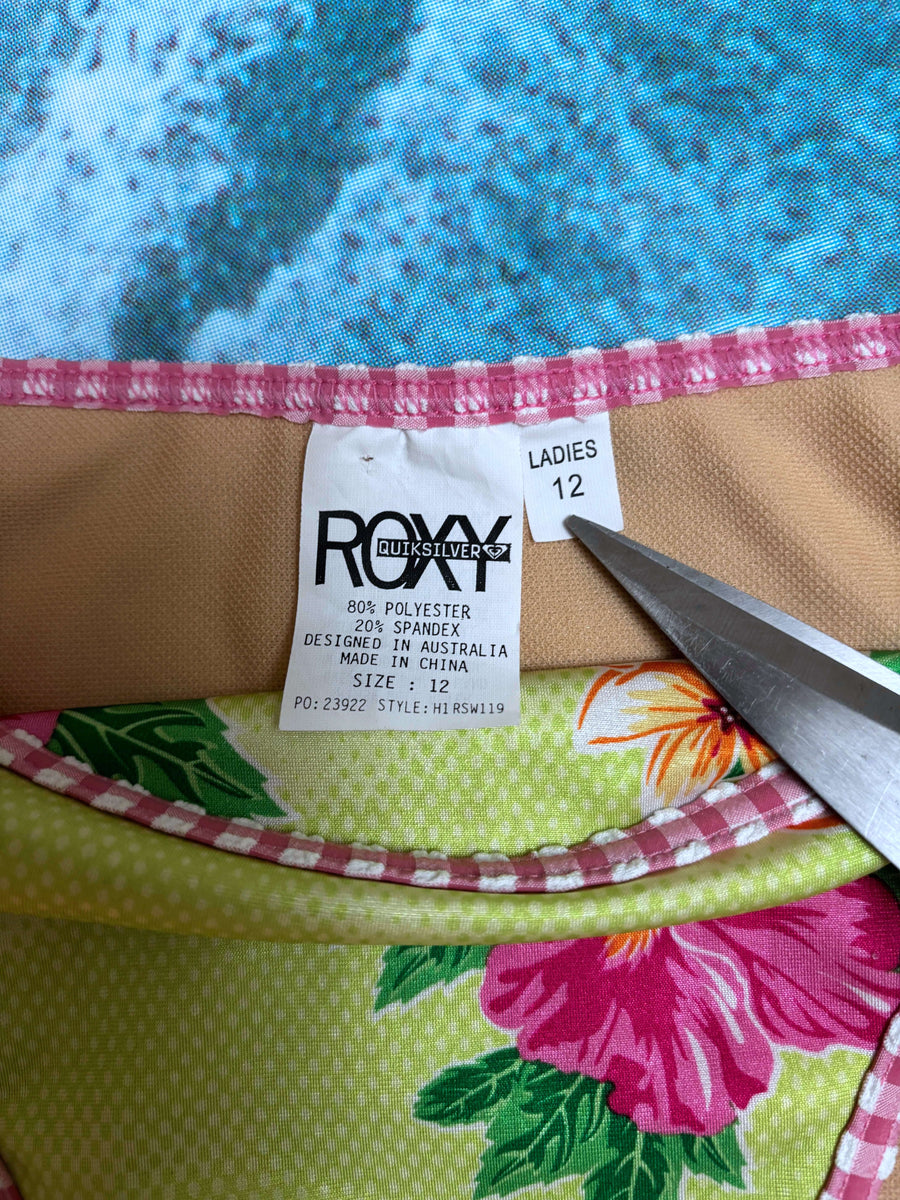 LADIES
12
ROXY
QUIKSILVER
80% POLYESTER
20% SPANDEX
DESIGNED IN AUSTRALIA
MADE IN CHINA
SIZE : 12
PO: 23922 STYLE: H1RSW119